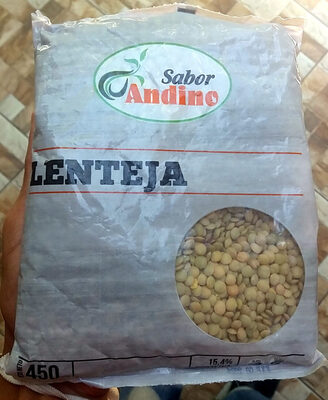 Sabor
Andino
LENTEJA
450
15,4%